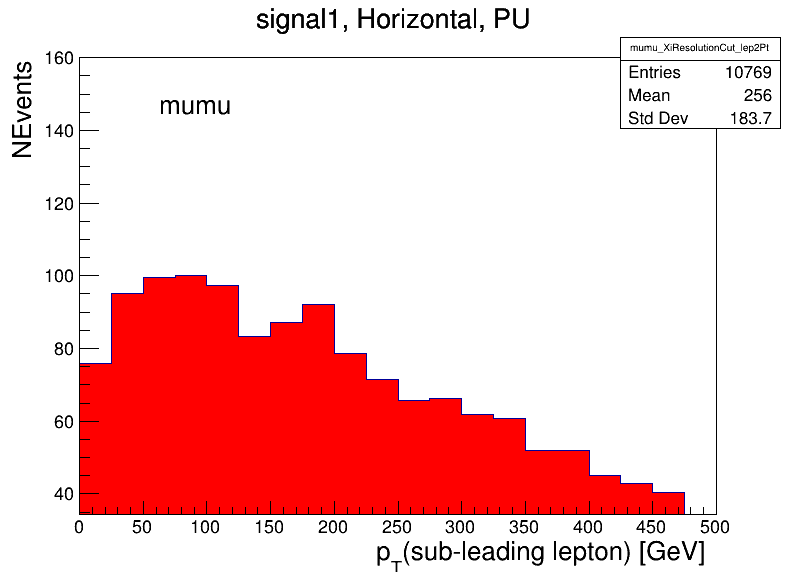 signal1, Horizontal, PU
mumu_XiResolutionCut_lep2Pt
Entries 10769
Mean 256
Std Dev 183.7
NEvents
160
140
120
100
80
60
40
mumu
0 50 100 150 200 250 300 350 400 450 500
p_T(sub-leading lepton) [GeV]